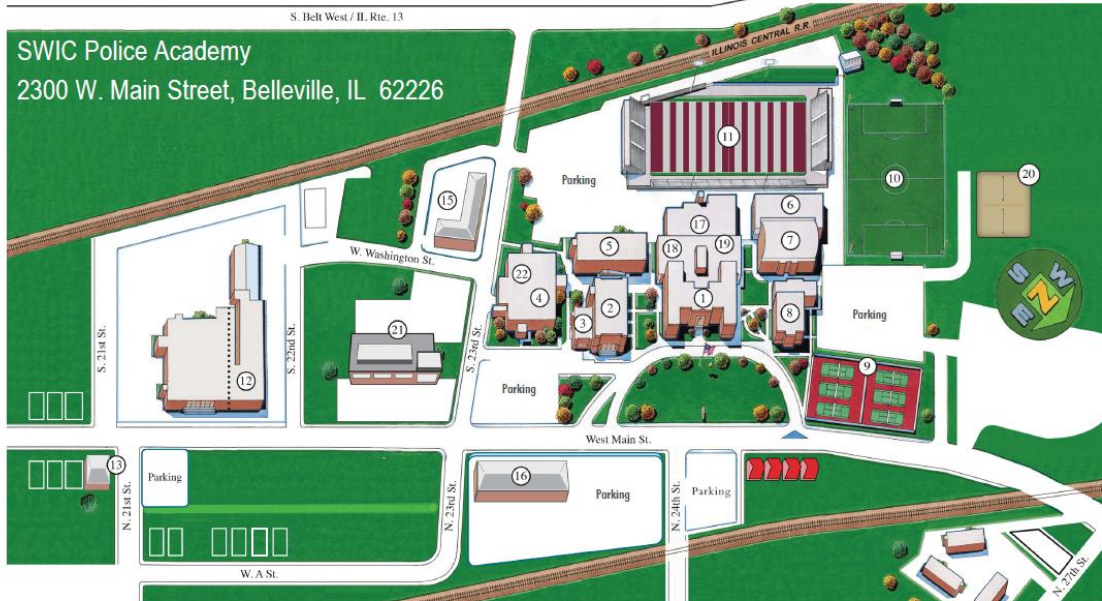 S. Belt West / Il. Rte. 13
SWIC Police Academy
2300 W. Main Street, Belleville, IL 62226
ILLINOIS CENTRAL R.R.
11
Parking
10
20
15
6
17
7
5
18
19
W. Washington St.
22
4
1
2
3
8
Parking
S W N E
21
S. 21st St.
S. 22nd St.
S. 23rd St.
12
9
Parking
West Main St.
13
Parking
16
Parking
Parking
N. 21st St.
N. 23rd St.
N. 24th St.
W. A St.
N. 27th St.